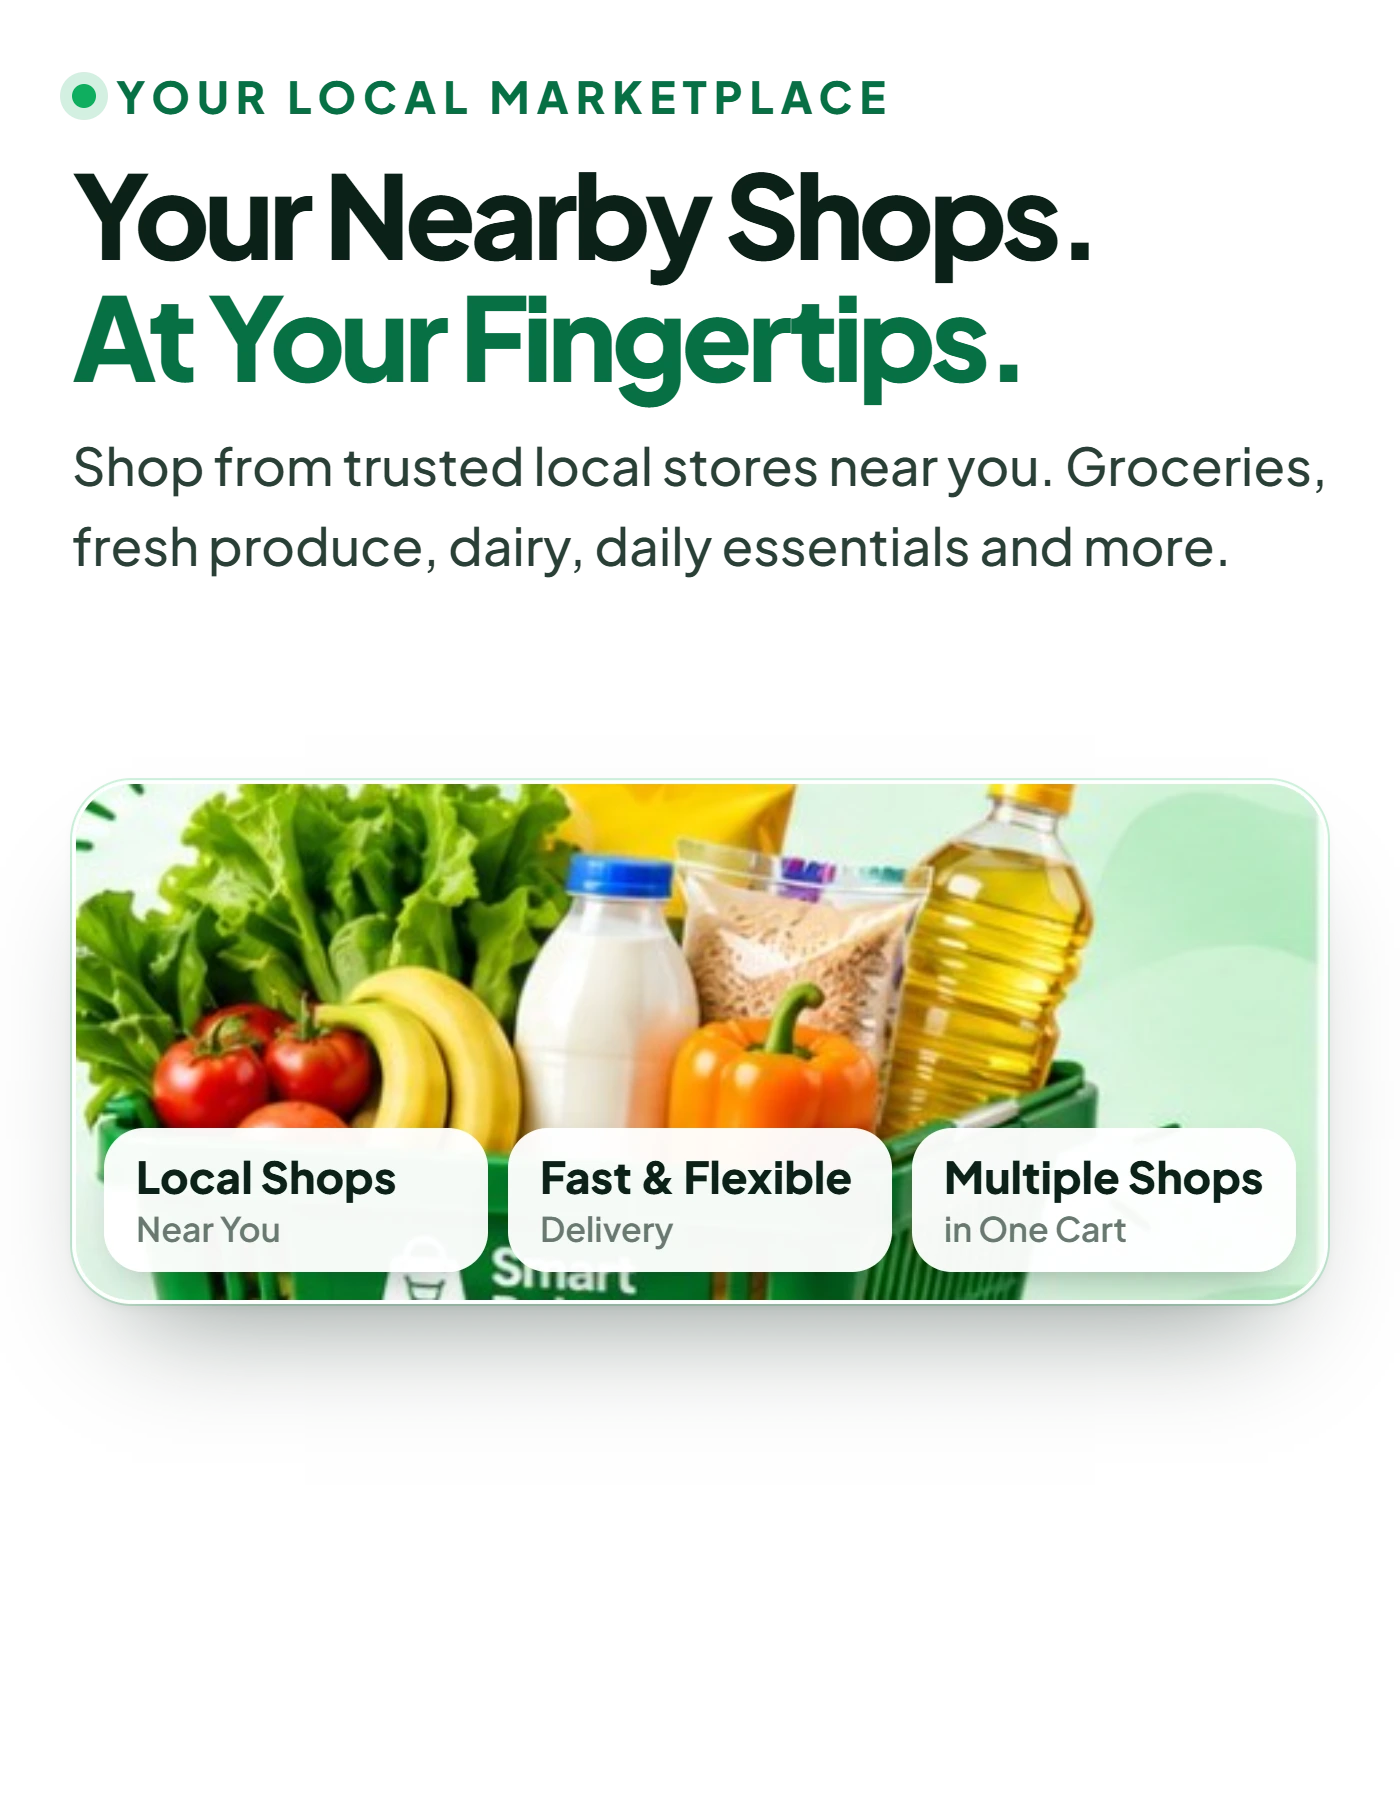 YOUR LOCAL MARKETPLACE
Your Nearby Shops.
At Your Fingertips.
Shop from trusted local stores near you. Groceries,
fresh produce, dairy, daily essentials and more.
Local Shops
Near You
Fast & Flexible
Delivery
Multiple Shops
in One Cart
Smart